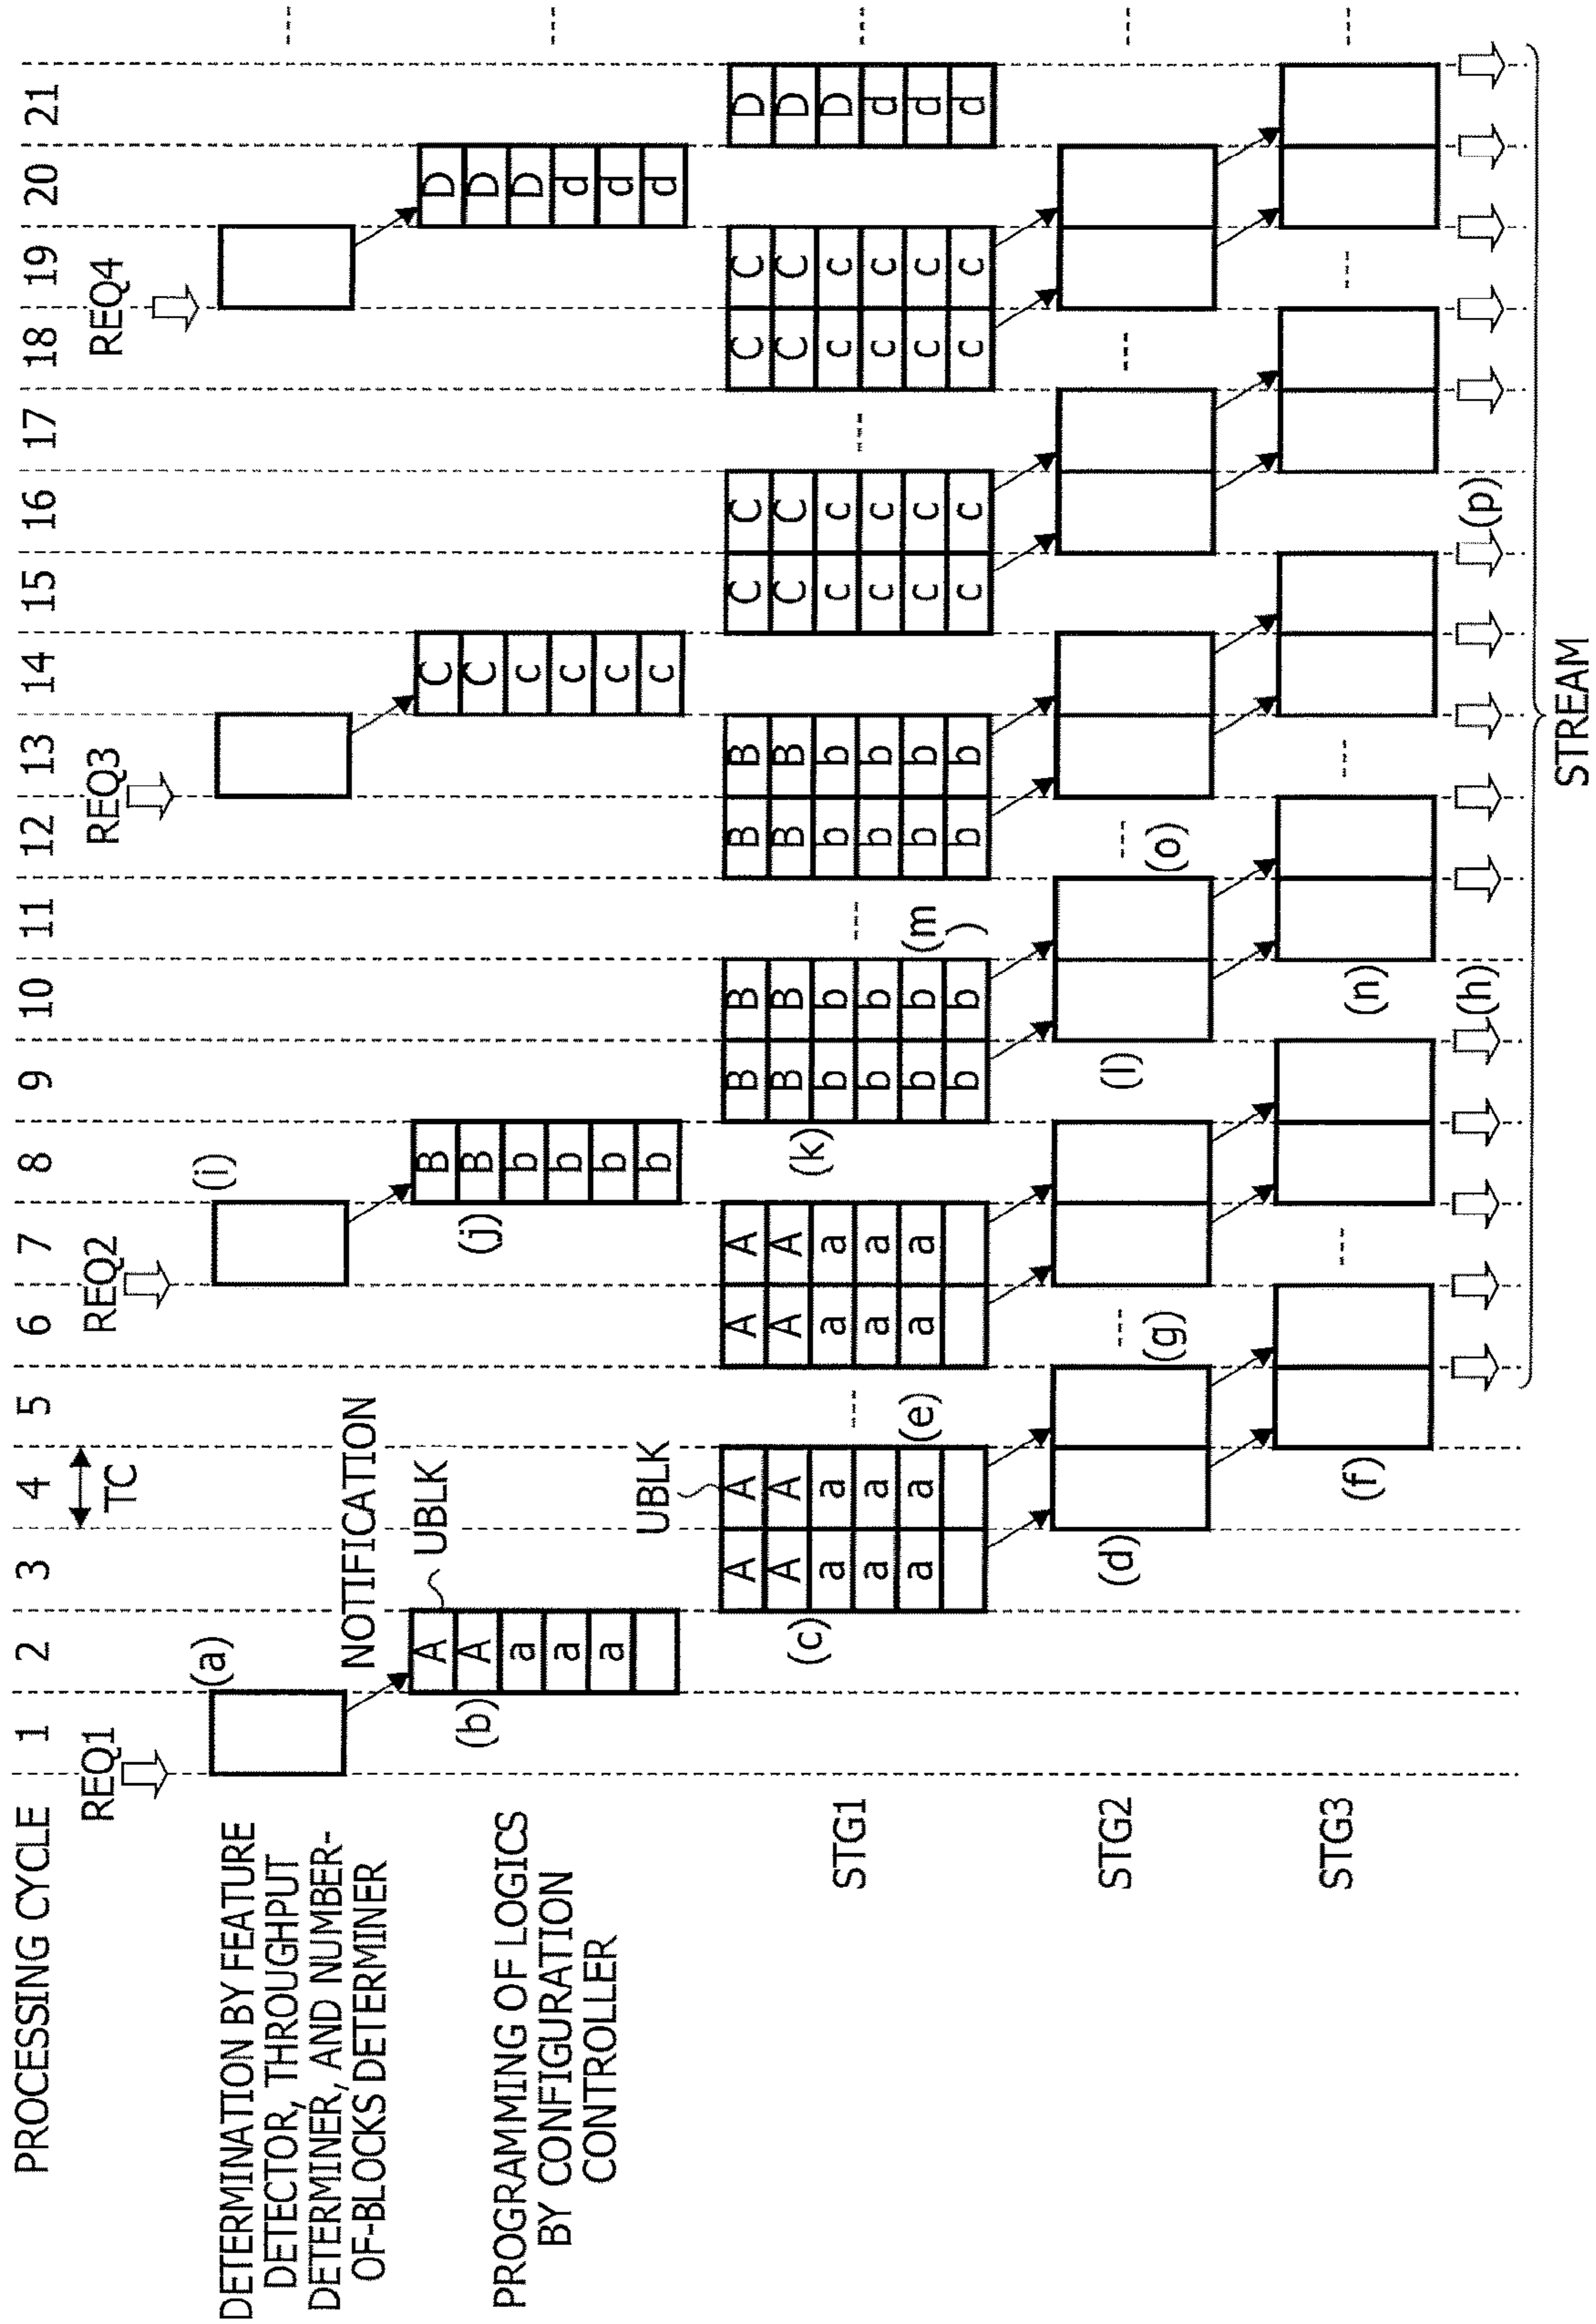 PROCESSING CYCLE 1 2 3 4 5 6 7 8 9 10 11 12 13 14 15 16 17 18 19 20 21
TC
REQ1 REQ2 REQ3 REQ4
DETERMINATION BY FEATURE
DETECTOR, THROUGHPUT
DETERMINER, AND NUMBER-
OF-BLOCKS DETERMINER
(a) (i)
NOTIFICATION
UBLK
PROGRAMMING OF LOGICS
BY CONFIGURATION
CONTROLLER
A B C D
A B C D
a b c D
a b c d
a b c d
b c d
(b) (j)
UBLK
STG1
A A A A B B B B C C C C D
A A A A B B B B C C C C D
a a a a b b b b c c c c D
a a a a b b b b c c c c d
a a a a b b b b c c c c d
b b b b c c c c d
(c) (e) (k) (m
)
STG2
(d) (g) (l) (o)
STG3
(f) (n)
(h) (p)
STREAM